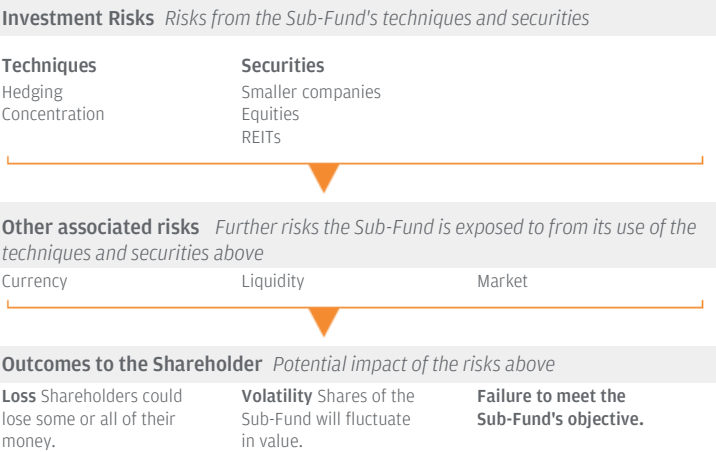 Investment Risks Risks from the Sub-Fund's techniques and securities
Techniques
Hedging
Concentration
Securities
Smaller companies
Equities
REITs
Other associated risks Further risks the Sub-Fund is exposed to from its use of the
techniques and securities above
Currency
Liquidity
Market
Outcomes to the Shareholder Potential impact of the risks above
Loss Shareholders could
lose some or all of their
money.
Volatility Shares of the
Sub-Fund will fluctuate
in value.
Failure to meet the
Sub-Fund's objective.